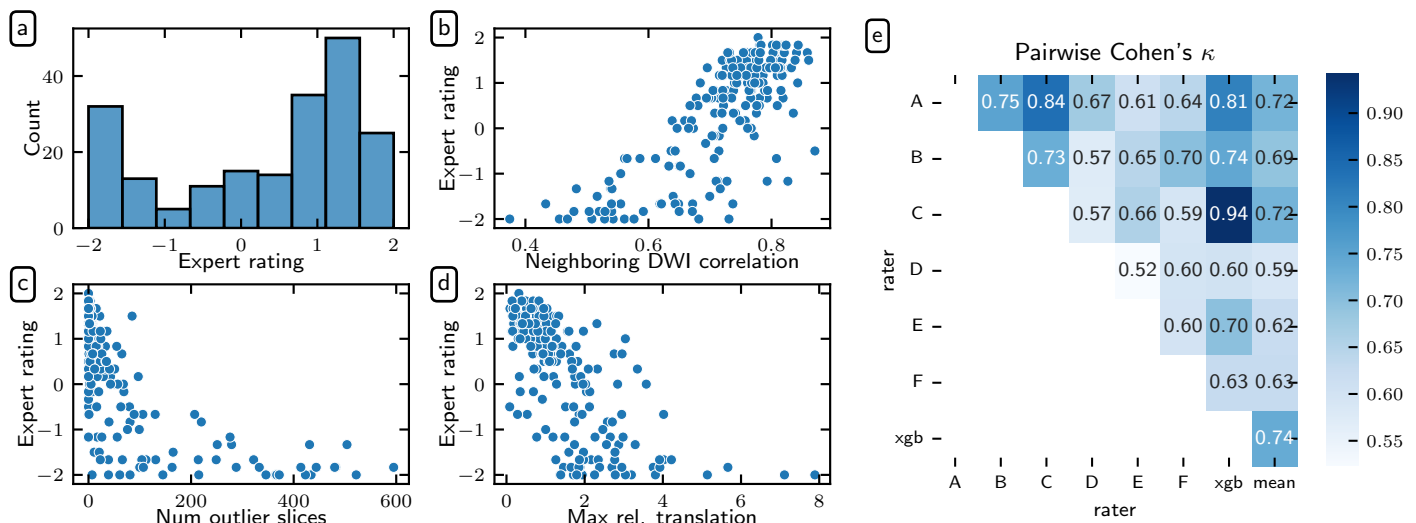 a
Count
40
20
0
−2
−1
0
1
2
Expert rating
b
Expert rating
2
1
0
−1
−2
0.4
0.6
0.8
Neighboring DWI correlation
c
Expert rating
2
1
0
−1
−2
0
200
400
600
Num outlier slices
d
Expert rating
2
1
0
−1
−2
0
2
4
6
8
Max rel. translation
e
Pairwise Cohen's κ
rater
A 0.75 0.84 0.67 0.61 0.64 0.81 0.72
B 0.73 0.57 0.65 0.70 0.74 0.69
C 0.57 0.66 0.59 0.94 0.72
D 0.52 0.60 0.60 0.59
E 0.60 0.70 0.62
F 0.63 0.63
xgb 0.74
A B C D E F xgb mean
rater
0.90
0.85
0.80
0.75
0.70
0.65
0.60
0.55